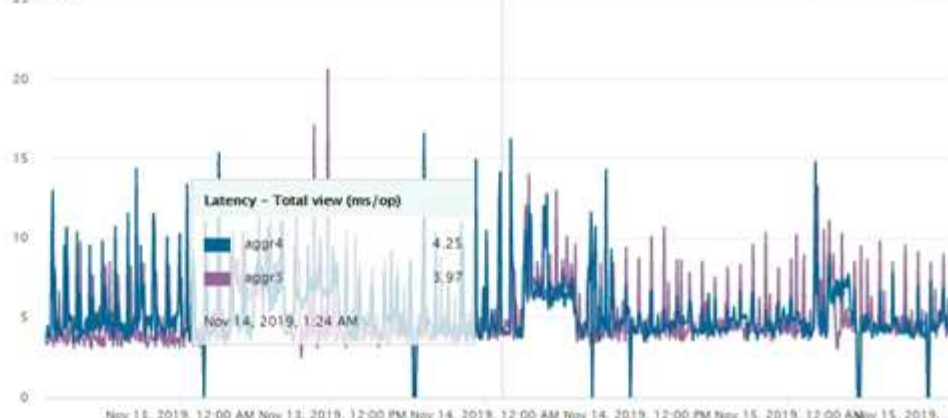 20
15
10
5
0
Latency - Total view (ms/op)
aggr4 4.25
aggr3 3.97
Nov 14, 2019, 1:24 AM
Nov 13, 2019, 12:00 AM Nov 13, 2019, 12:00 PM Nov 14, 2019, 12:00 AM Nov 14, 2019, 12:00 PM Nov 15, 2019, 12:00 AM Nov 15, 2019,